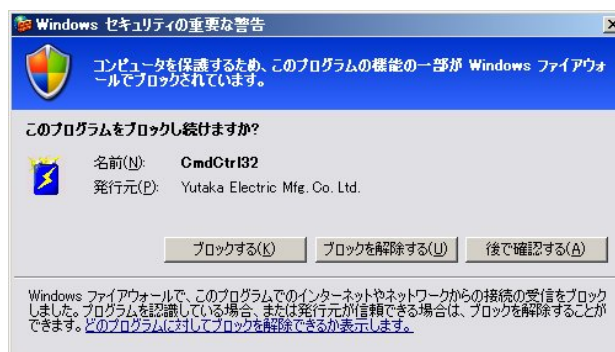 Windows セキュリティの重要な警告
コンピュータを保護するため、このプログラムの機能の一部が Windows ファイアウォ
ールでブロックされています。
このプログラムをブロックし続けますか?
名前(N): CmdCtrl32
発行元(P): Yutaka Electric Mfg. Co. Ltd.
ブロックする(K) ブロックを解除する(U) 後で確認する(A)
Windows ファイアウォールで、このプログラムでのインターネットやネットワークからの接続の受信をブロック
しました。プログラムを認識している場合、または発行元が信頼できる場合は、ブロックを解除することが
できます。どのプログラムに対してブロックを解除できるか表示します。